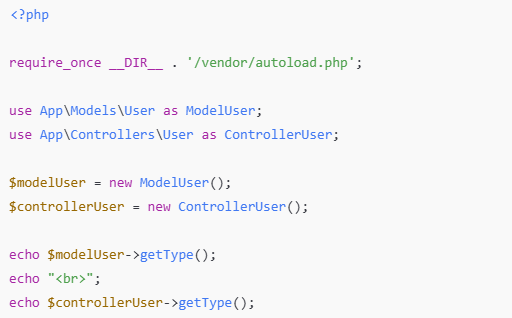 <?php
require_once __DIR__ . '/vendor/autoload.php';
use App\Models\User as ModelUser;
use App\Controllers\User as ControllerUser;
$modelUser = new ModelUser();
$controllerUser = new ControllerUser();
echo $modelUser->getType();
echo "<br>";
echo $controllerUser->getType();